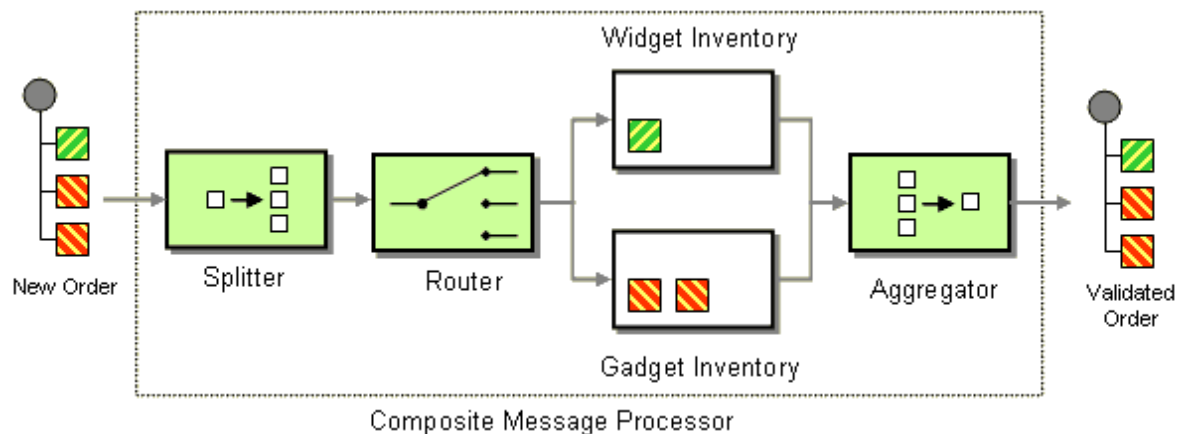 Widget Inventory
New Order
Splitter
Router
Aggregator
Validated
Order
Gadget Inventory
Composite Message Processor